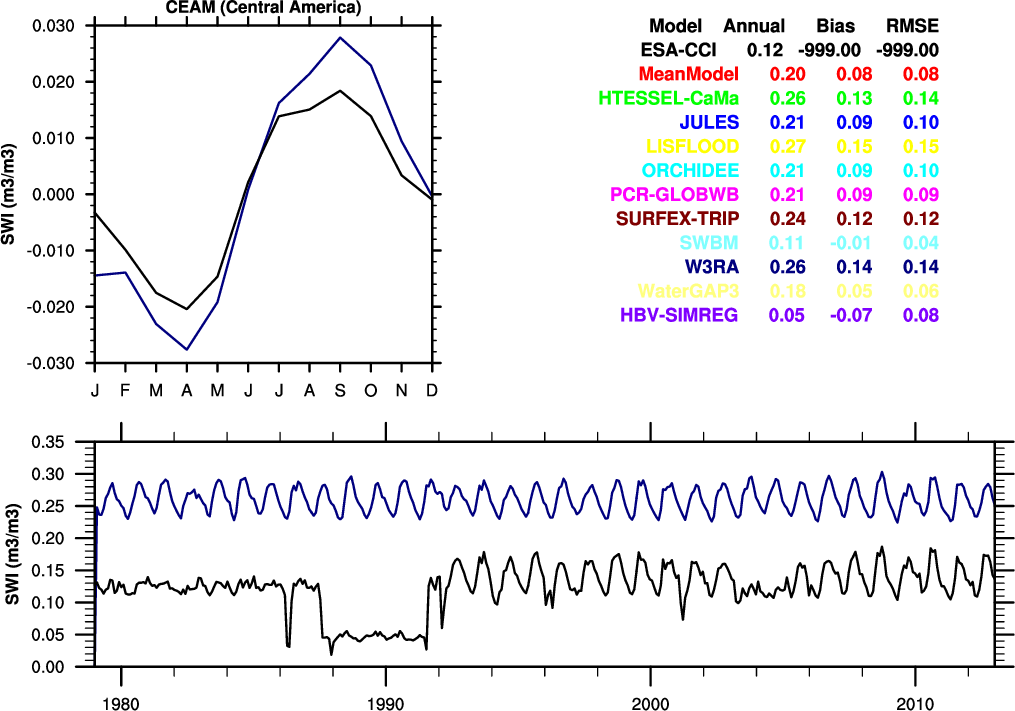 CEAM (Central America)
0.030
0.020
0.010
0.000
-0.010
-0.020
-0.030
SWI (m3/m3)
J F M A M J J A S O N D
Model Annual Bias RMSE
ESA-CCI 0.12 -999.00 -999.00
MeanModel 0.20 0.08 0.08
HTESSEL-CaMa 0.26 0.13 0.14
JULES 0.21 0.09 0.10
LISFLOOD 0.27 0.15 0.15
ORCHIDEE 0.21 0.09 0.10
PCR-GLOBWB 0.21 0.09 0.09
SURFEX-TRIP 0.24 0.12 0.12
SWBM 0.11 -0.01 0.04
W3RA 0.26 0.14 0.14
WaterGAP3 0.18 0.05 0.06
HBV-SIMREG 0.05 -0.07 0.08
0.35
0.30
0.25
0.20
0.15
0.10
0.05
0.00
SWI (m3/m3)
1980 1990 2000 2010